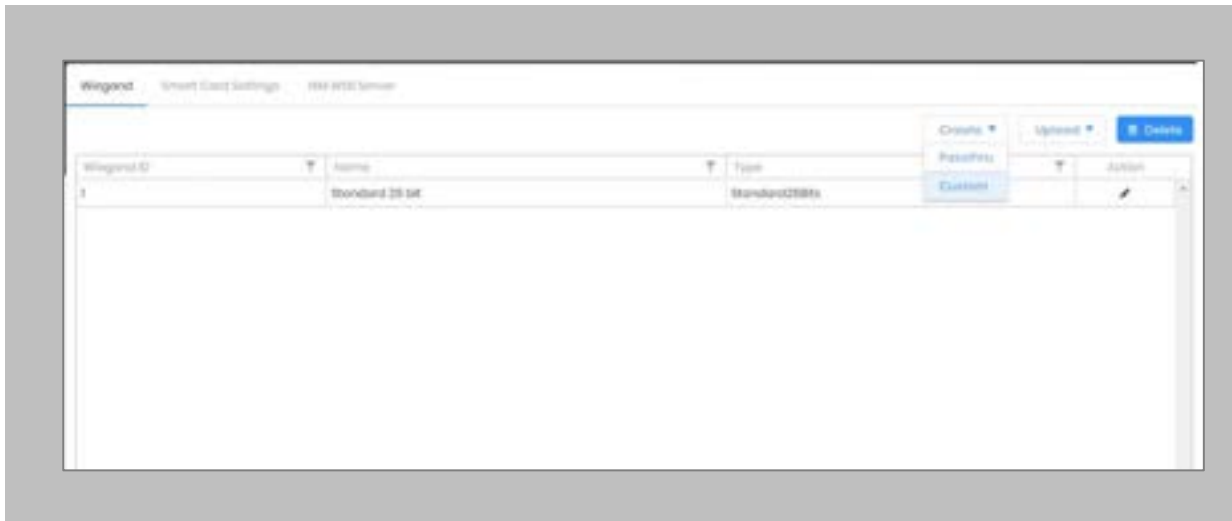 Wiegand Smart Card Settings
Create Upload Delete
Passthru
Custom
Wiegand ID Name Type Action
1 Standard 26 bit Standard26Bits